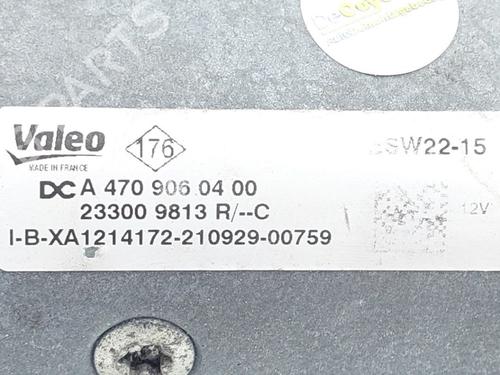 Valeo
MADE IN FRANCE
176
SW22-15
DC A 470 906 04 00
23300 9813 R/--C
12V
I-B-XA1214172-210929-00759